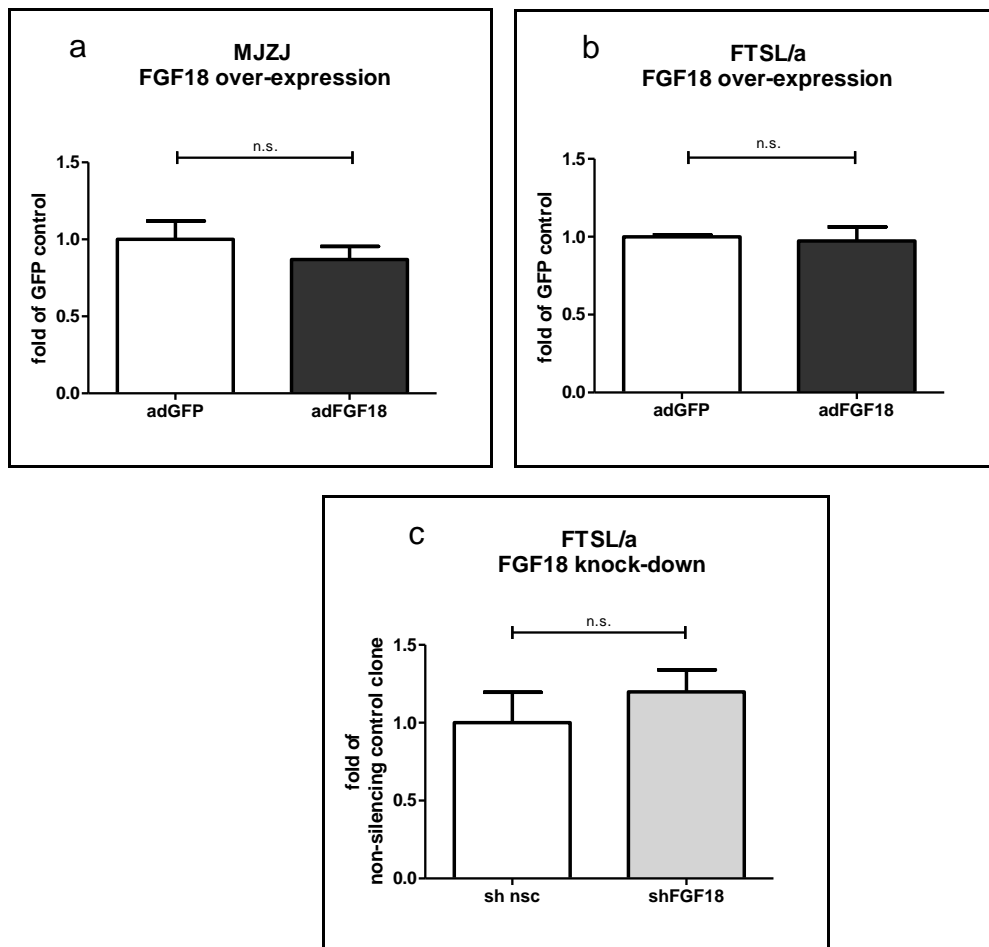 a
MJZJ
FGF18 over-expression
n.s.
1.5
1.0
0.5
0.0
fold of GFP control
adGFP adFGF18
b
FTSL/a
FGF18 over-expression
n.s.
1.5
1.0
0.5
0.0
fold of GFP control
adGFP adFGF18
c
FTSL/a
FGF18 knock-down
n.s.
1.5
1.0
0.5
0.0
fold of
non-silencing control clone
sh nsc shFGF18